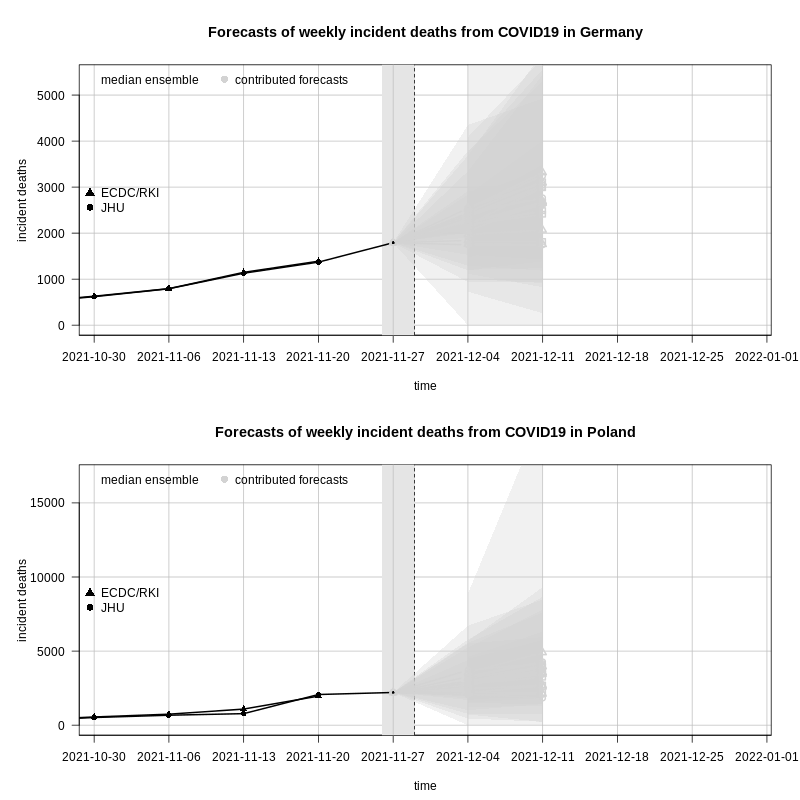 Forecasts of weekly incident deaths from COVID19 in Germany
median ensemble contributed forecasts
5000
4000
3000
2000
1000
0
incident deaths
ECDC/RKI
JHU
2021-10-30 2021-11-06 2021-11-13 2021-11-20 2021-11-27 2021-12-04 2021-12-11 2021-12-18 2021-12-25 2022-01-01
time
Forecasts of weekly incident deaths from COVID19 in Poland
median ensemble contributed forecasts
15000
10000
5000
0
incident deaths
ECDC/RKI
JHU
2021-10-30 2021-11-06 2021-11-13 2021-11-20 2021-11-27 2021-12-04 2021-12-11 2021-12-18 2021-12-25 2022-01-01
time